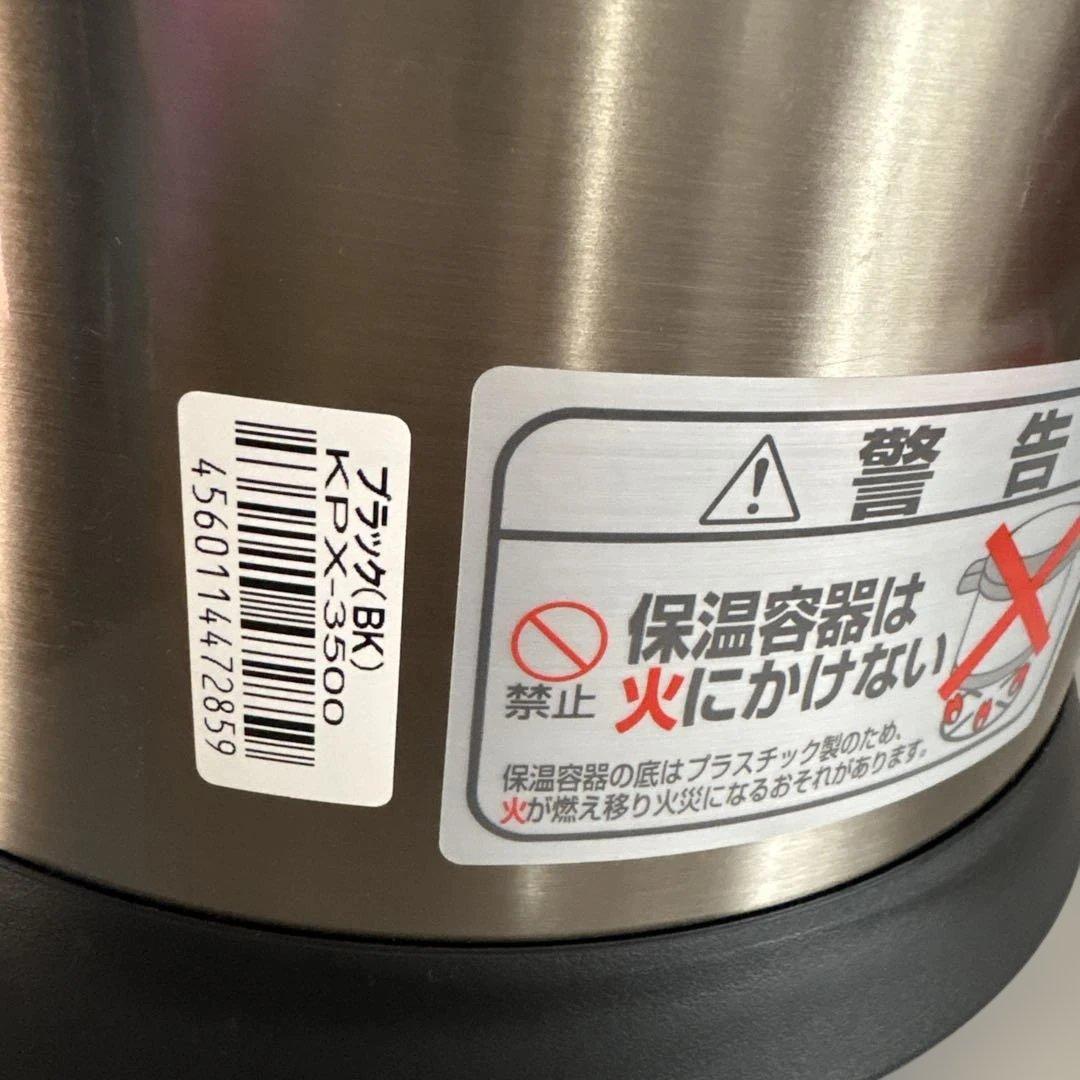 ブラック(BK)
KPX-3500
4560114472859
警告
禁止
保温容器は
火にかけない
保温容器の底はプラスチック製のため、
火が燃え移り火災になるおそれがあります。